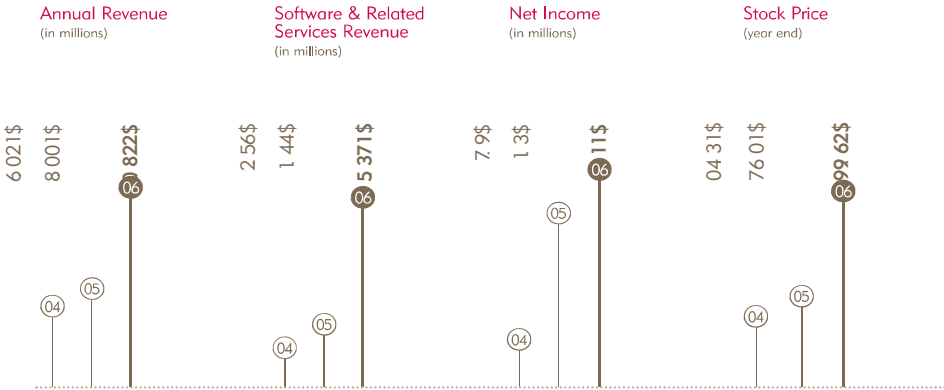 Annual Revenue
(in millions)
Software & Related
Services Revenue
(in millions)
Net Income
(in millions)
Stock Price
(year end)
6 021$
8 001$
822$
2 56$
1 44$
5 371$
7. 9$
1. 3$
11$
04 31$
76 01$
99 62$
04
05
06
04
05
06
04
05
06
04
05
06